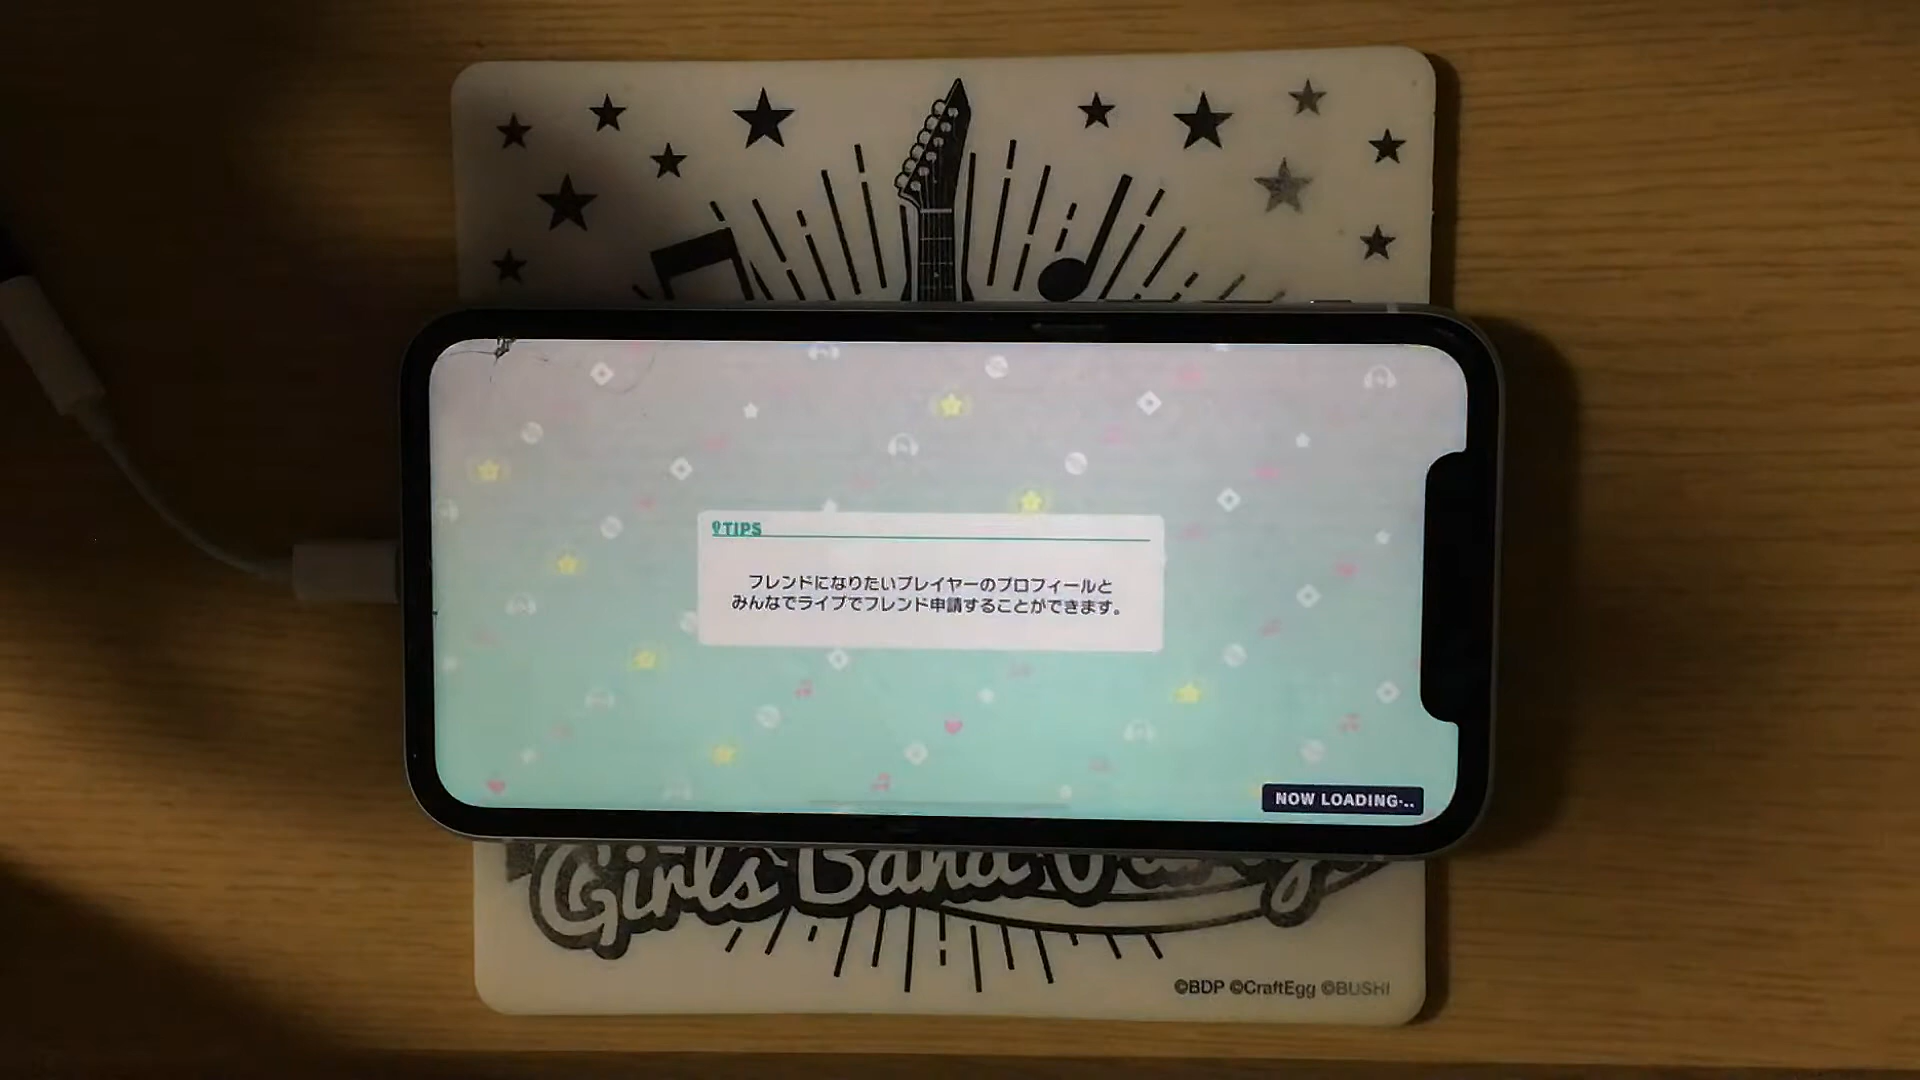 TIPS
フレンドになりたいプレイヤーのプロフィールと
みんなでライブでフレンド申請することができます。
NOW LOADING...
Girls Band
©BDP ©CraftEgg ©BUSHI